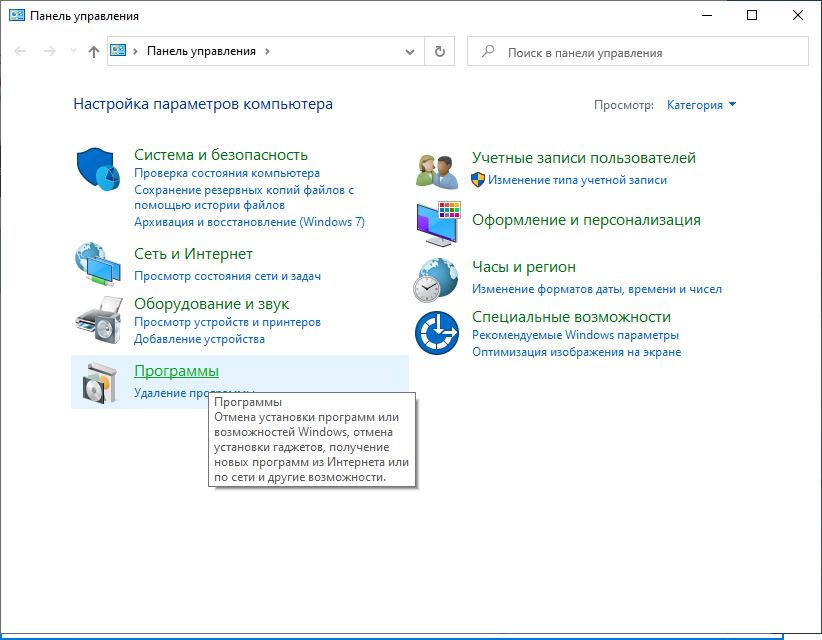 Панель управления
Панель управления
Поиск в панели управления
Настройка параметров компьютера
Просмотр: Категория
Система и безопасность
Проверка состояния компьютера
Сохранение резервных копий файлов с
помощью истории файлов
Архивация и восстановление (Windows 7)
Сеть и Интернет
Просмотр состояния сети и задач
Оборудование и звук
Просмотр устройств и принтеров
Добавление устройства
Программы
Удаление программы
Программы
Отмена установки программ или
возможностей Windows, отмена
установки гаджетов, получение
новых программ из Интернета или
по сети и другие возможности.
Учетные записи пользователей
Изменение типа учетной записи
Оформление и персонализация
Часы и регион
Изменение форматов даты, времени и чисел
Специальные возможности
Рекомендуемые Windows параметры
Оптимизация изображения на экране